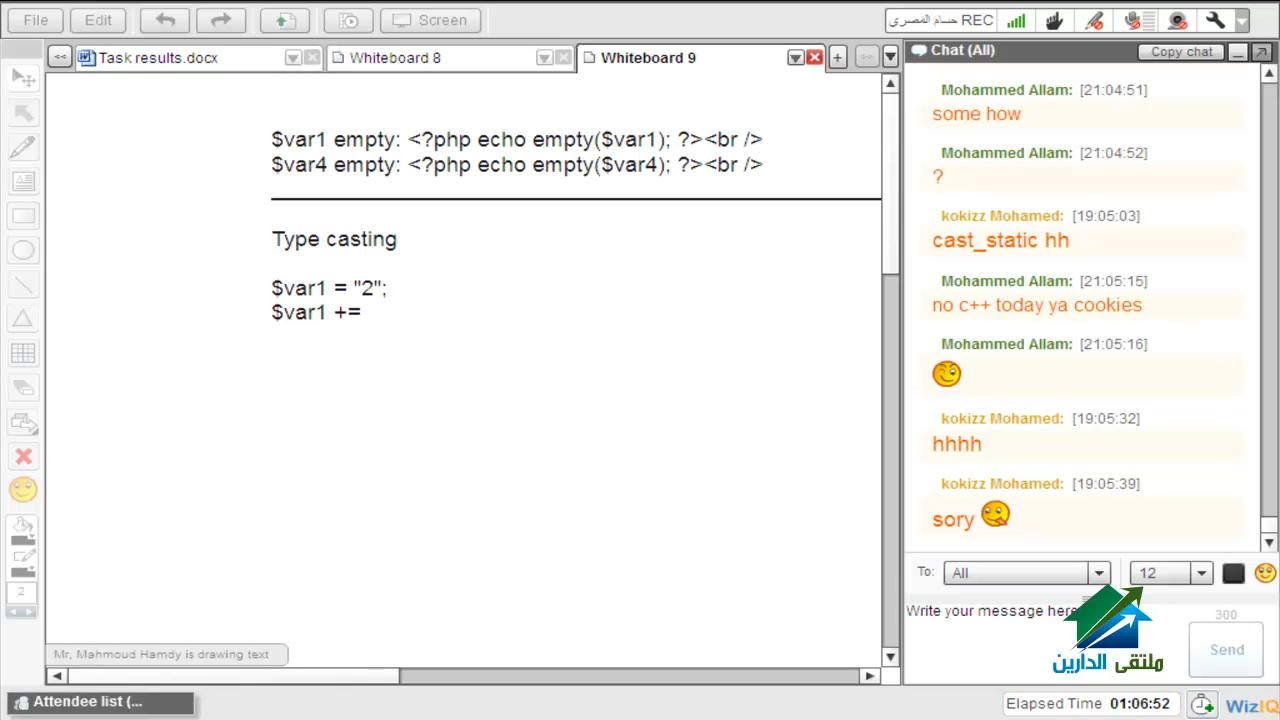 File
Edit
Screen
حسام المصري REC
<<
Task results.docx
Whiteboard 8
Whiteboard 9
+
$var1 empty: <?php echo empty($var1); ?><br />
$var4 empty: <?php echo empty($var4); ?><br />
Type casting
$var1 = "2";
$var1 +=
2
Mr, Mahmoud Hamdy is drawing text
Chat (All)
Copy chat
Mohammed Allam: [21:04:51]
some how
Mohammed Allam: [21:04:52]
?
kokizz Mohamed: [19:05:03]
cast_static hh
Mohammed Allam: [21:05:15]
no c++ today ya cookies
Mohammed Allam: [21:05:16]
kokizz Mohamed: [19:05:32]
hhhh
kokizz Mohamed: [19:05:39]
sory
To: All
12
Write your message here
300
Send
ملتقى الدارين
Attendee list (...
Elapsed Time 01:06:52
WizIQ